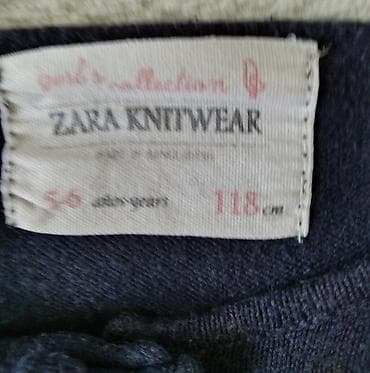 girl's collection
ZARA KNITWEAR
5-6 años-years 118 cm